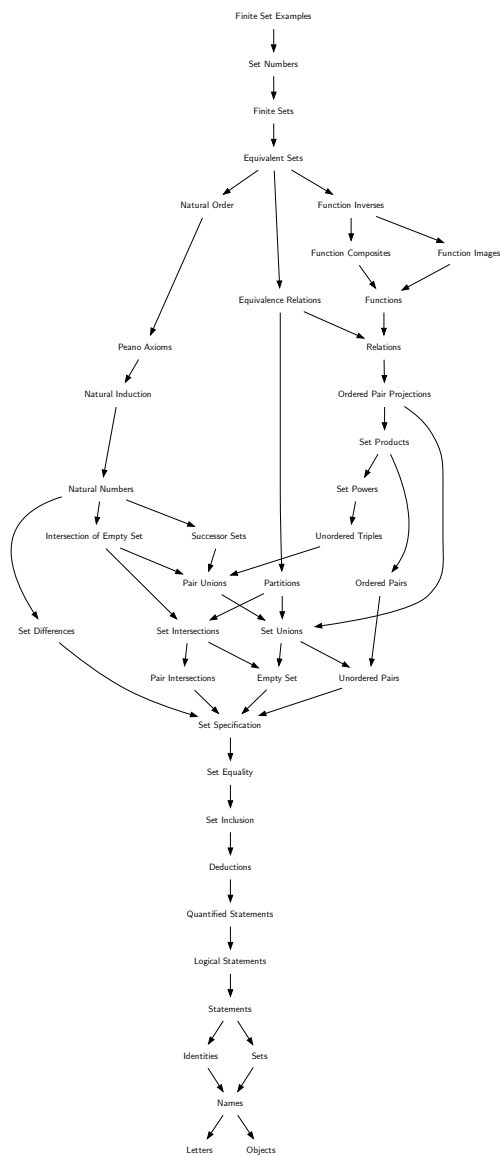 Finite Set Examples
Set Numbers
Finite Sets
Equivalent Sets
Natural Order
Function Inverses
Function Composites
Function Images
Equivalence Relations
Functions
Peano Axioms
Relations
Natural Induction
Ordered Pair Projections
Set Products
Natural Numbers
Set Powers
Intersection of Empty Set
Successor Sets
Unordered Triples
Pair Unions
Partitions
Ordered Pairs
Set Differences
Set Intersections
Set Unions
Pair Intersections
Empty Set
Unordered Pairs
Set Specification
Set Equality
Set Inclusion
Deductions
Quantified Statements
Logical Statements
Statements
Identities
Sets
Names
Letters
Objects